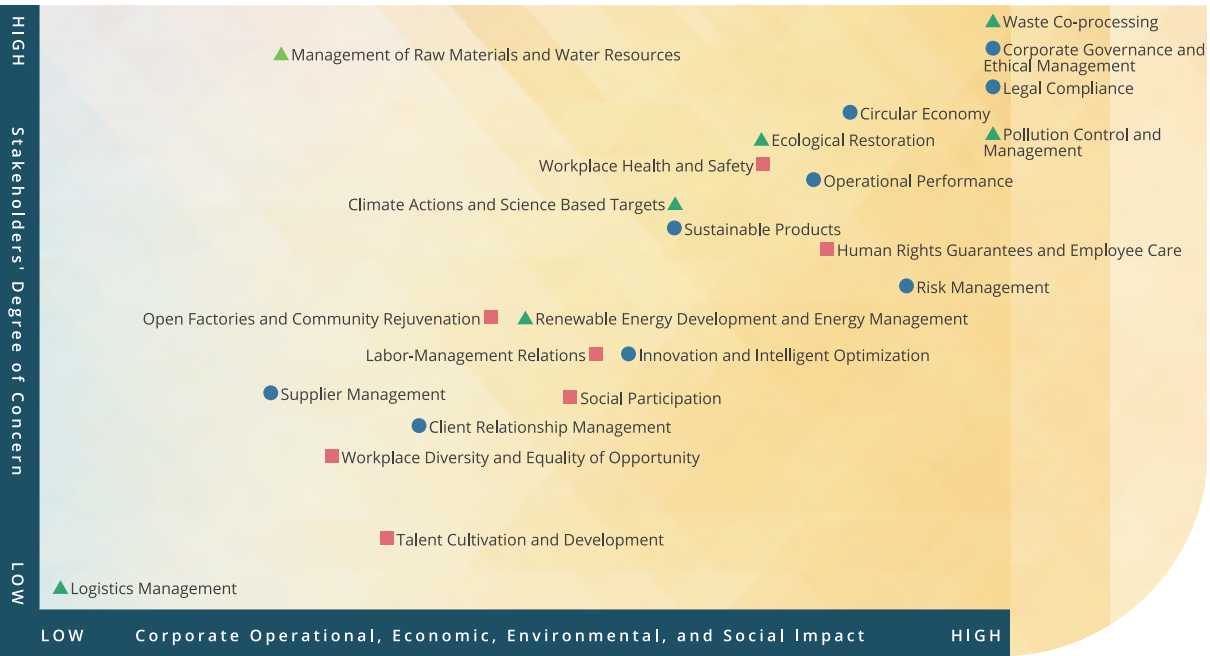 HIGH
Stakeholders' Degree of Concern
LOW
Waste Co-processing
Management of Raw Materials and Water Resources
Corporate Governance and
Ethical Management
Legal Compliance
Circular Economy
Ecological Restoration
Pollution Control and
Management
Workplace Health and Safety
Operational Performance
Climate Actions and Science Based Targets
Sustainable Products
Human Rights Guarantees and Employee Care
Risk Management
Open Factories and Community Rejuvenation
Renewable Energy Development and Energy Management
Labor-Management Relations
Innovation and Intelligent Optimization
Supplier Management
Social Participation
Client Relationship Management
Workplace Diversity and Equality of Opportunity
Talent Cultivation and Development
Logistics Management
LOW
Corporate Operational, Economic, Environmental, and Social Impact
HIGH